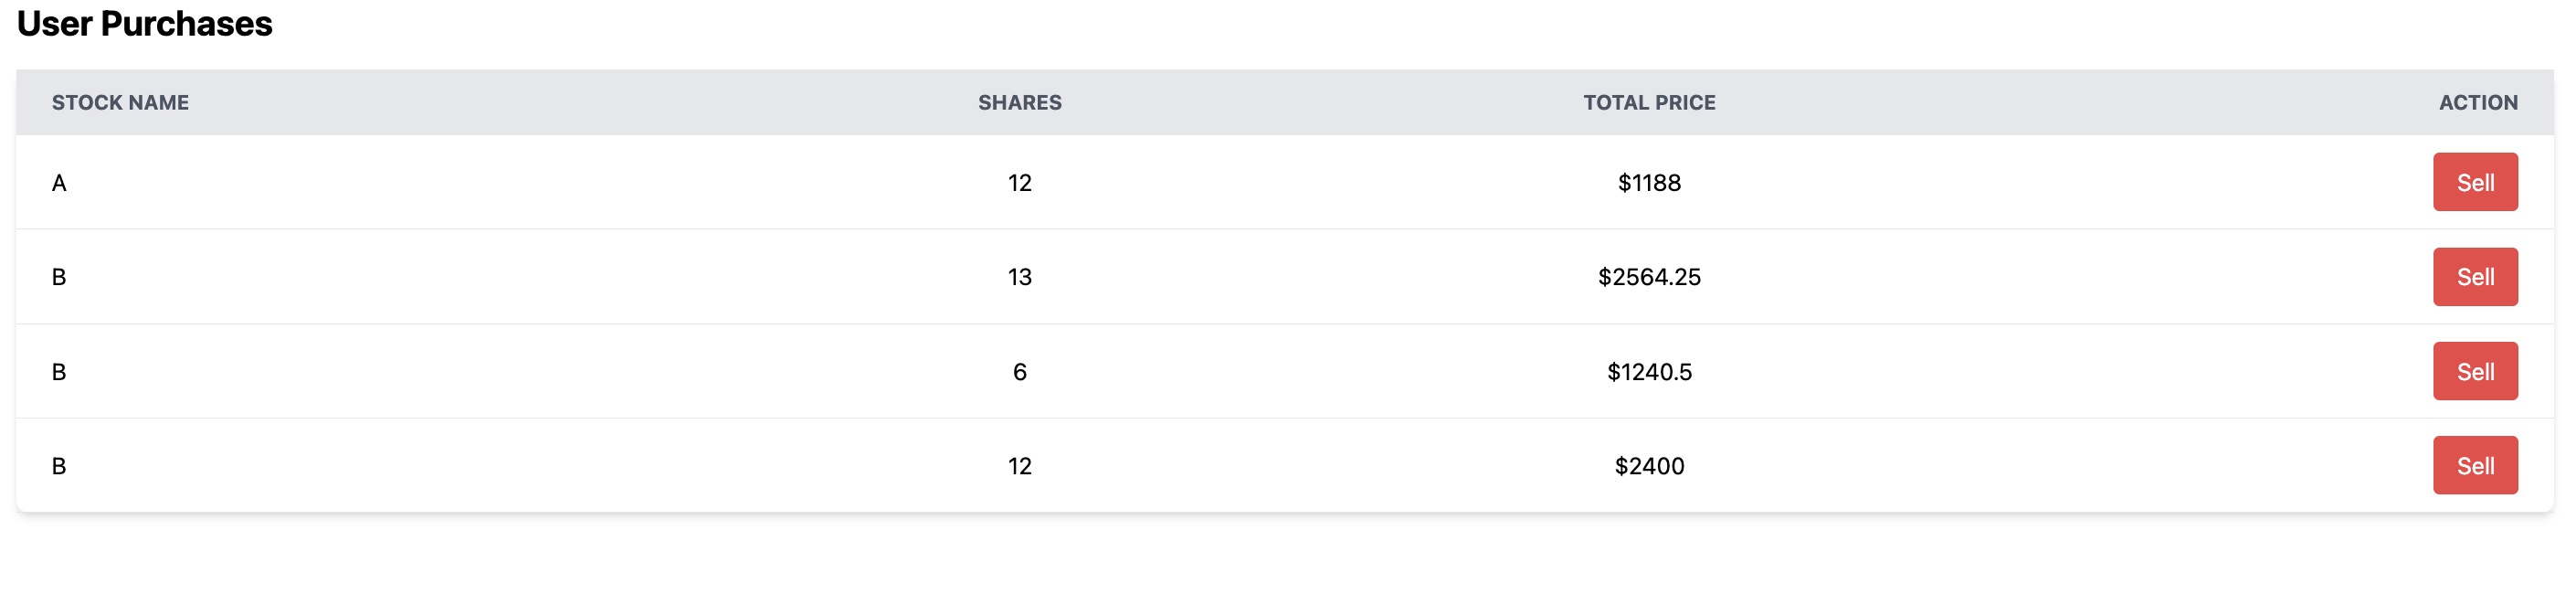 User Purchases
STOCK NAME SHARES TOTAL PRICE ACTION
A 12 $1188 Sell
B 13 $2564.25 Sell
B 6 $1240.5 Sell
B 12 $2400 Sell